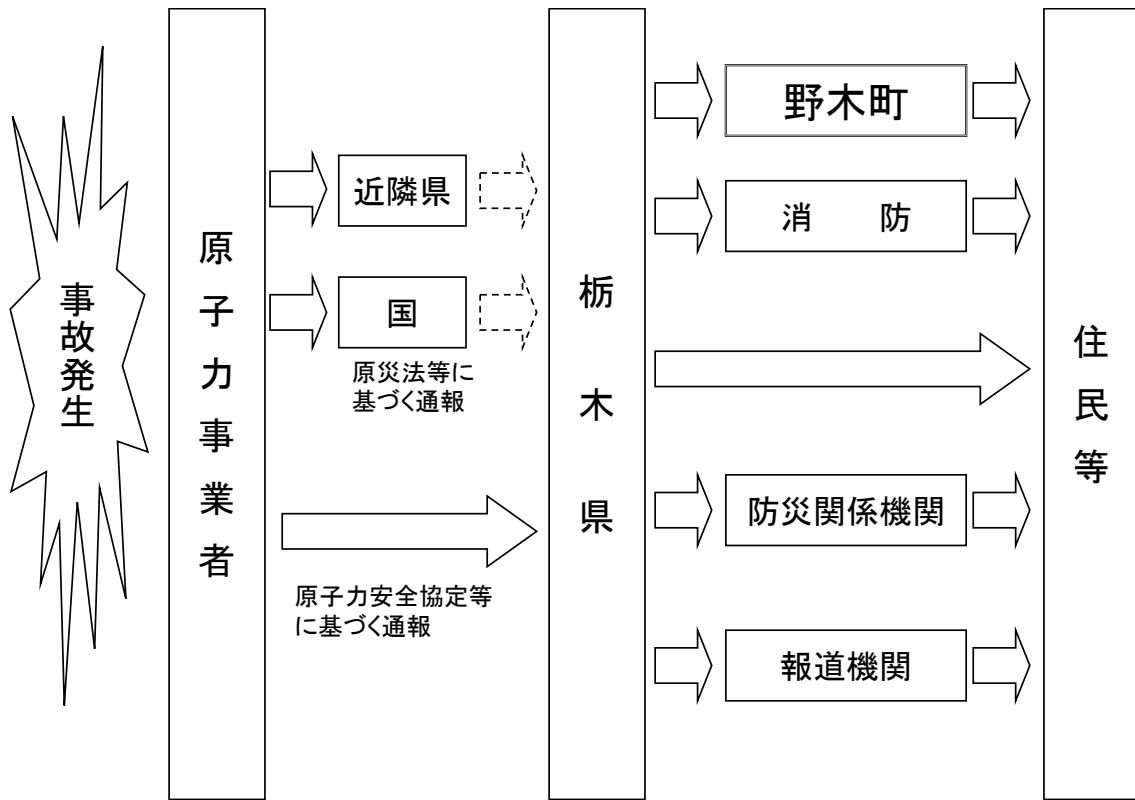 事故発生
原子力事業者
近隣県
国
原災法等に
基づく通報
原子力安全協定等
に基づく通報
栃木県
野木町
消　防
防災関係機関
報道機関
住民等